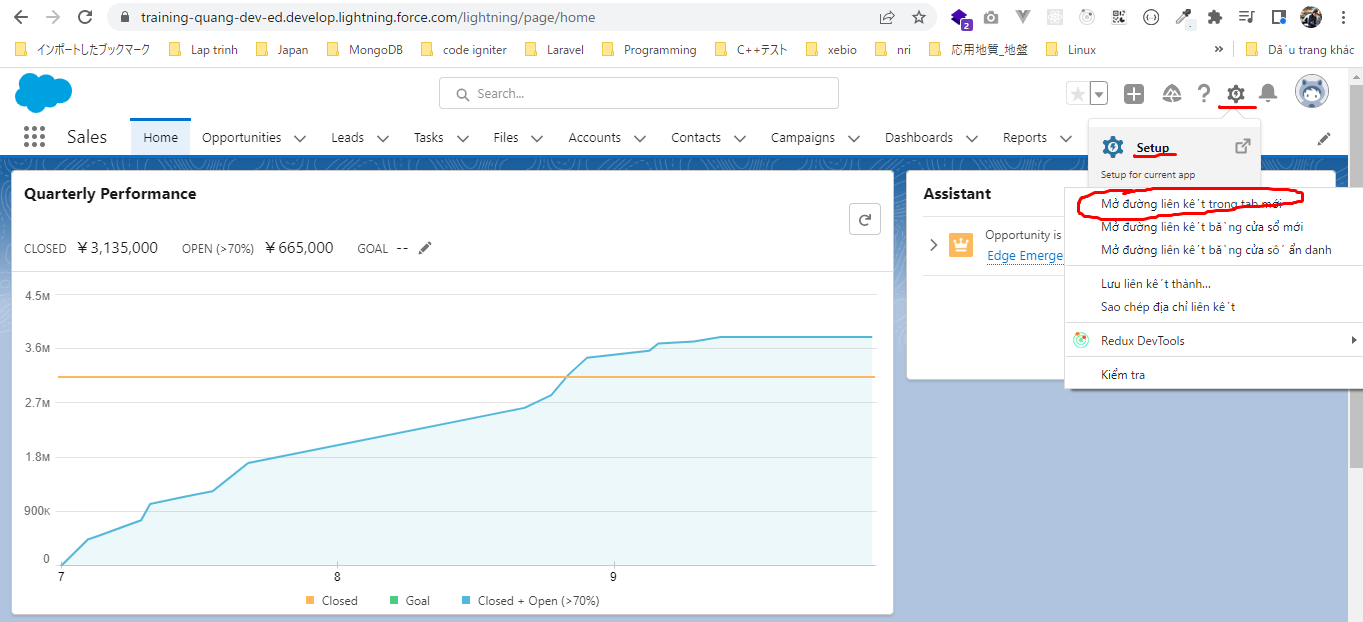 training-quang-dev-ed.develop.lightning.force.com/lightning/page/home
2
インポートしたブックマーク Lap trinh Japan MongoDB code igniter Laravel Programming C++テスト xebio nri 応用地質_地盤 Linux » Dấu trang khác
Search...
Sales Home Opportunities Leads Tasks Files Accounts Contacts Campaigns Dashboards Reports
Setup
Setup for current app
Quarterly Performance
CLOSED ¥3,135,000 OPEN (>70%) ¥665,000 GOAL --
4.5M
3.6M
2.7M
1.8M
900K
0
7 8 9
Closed Goal Closed + Open (>70%)
Assistant
Opportunity is
Edge Emerge
Mở đường liên kết trong tab mới
Mở đường liên kết bằng cửa sổ mới
Mở đường liên kết bằng cửa sổ ẩn danh
Lưu liên kết thành...
Sao chép địa chỉ liên kết
Redux DevTools
Kiểm tra